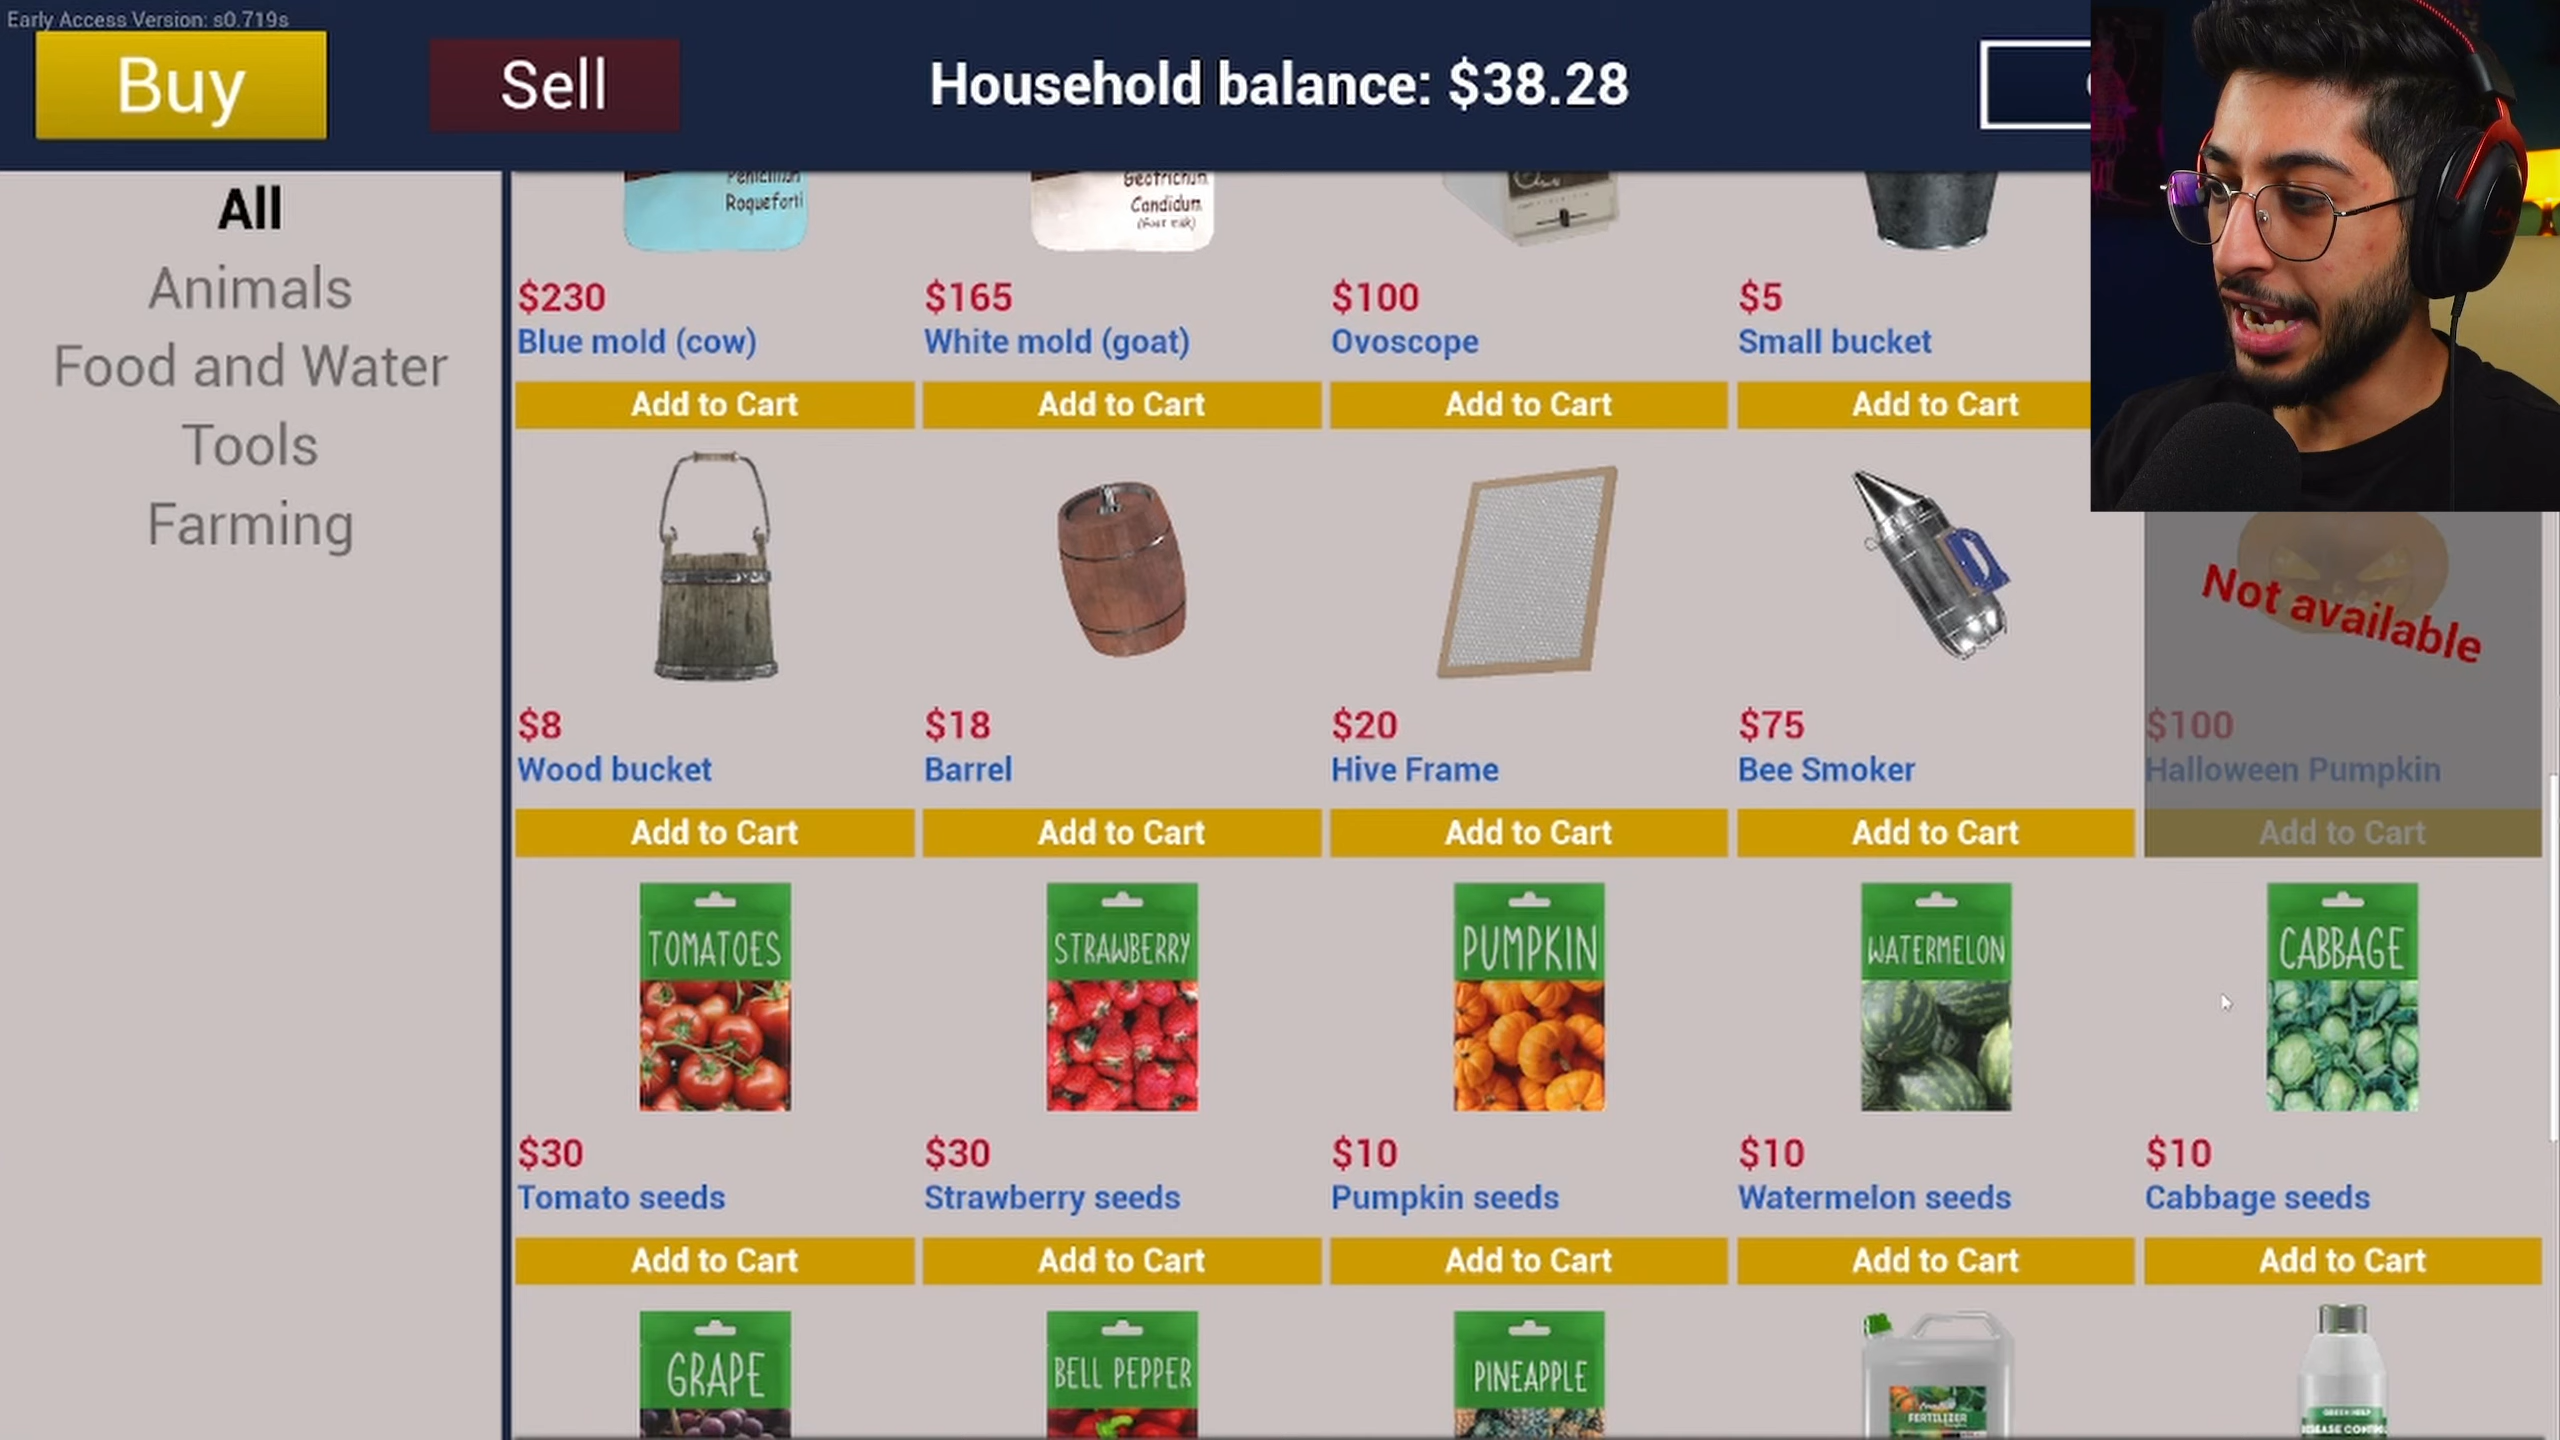 Early Access Version: s0.719s
Buy
Sell
Household balance: $38.28
All
Animals
Food and Water
Tools
Farming
Roqueforti
Geotrichum
Candidum
$230
$165
$100
$5
Blue mold (cow)
White mold (goat)
Ovoscope
Small bucket
Add to Cart
Add to Cart
Add to Cart
Add to Cart
Not available
$8
$18
$20
$75
$100
Wood bucket
Barrel
Hive Frame
Bee Smoker
Halloween Pumpkin
Add to Cart
Add to Cart
Add to Cart
Add to Cart
Add to Cart
TOMATOES
STRAWBERRY
PUMPKIN
WATERMELON
CABBAGE
$30
$30
$10
$10
$10
Tomato seeds
Strawberry seeds
Pumpkin seeds
Watermelon seeds
Cabbage seeds
Add to Cart
Add to Cart
Add to Cart
Add to Cart
Add to Cart
GRAPE
BELL PEPPER
PINEAPPLE
FERTILIZER
GREEN HELP